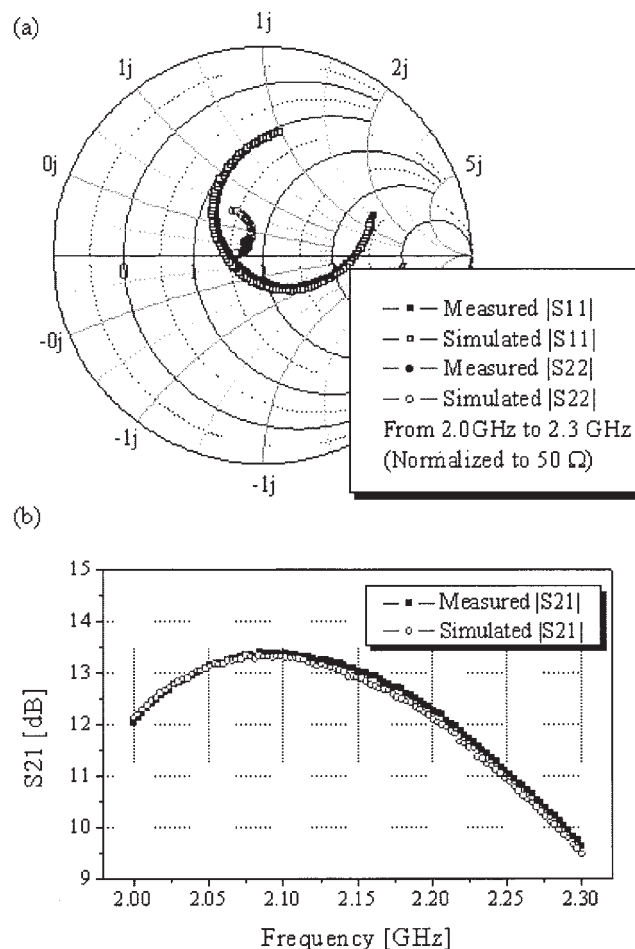 (a)
1j
1j
2j
0j
5j
0
-0j
-1j
-1j
Measured |S11|
Simulated |S11|
Measured |S22|
Simulated |S22|
From 2.0GHz to 2.3 GHz
(Normalized to 50 Ω)
(b)
15
14
13
12
11
10
9
S21 [dB]
Measured |S21|
Simulated |S21|
2.00 2.05 2.10 2.15 2.20 2.25 2.30
Frequency [GHz]